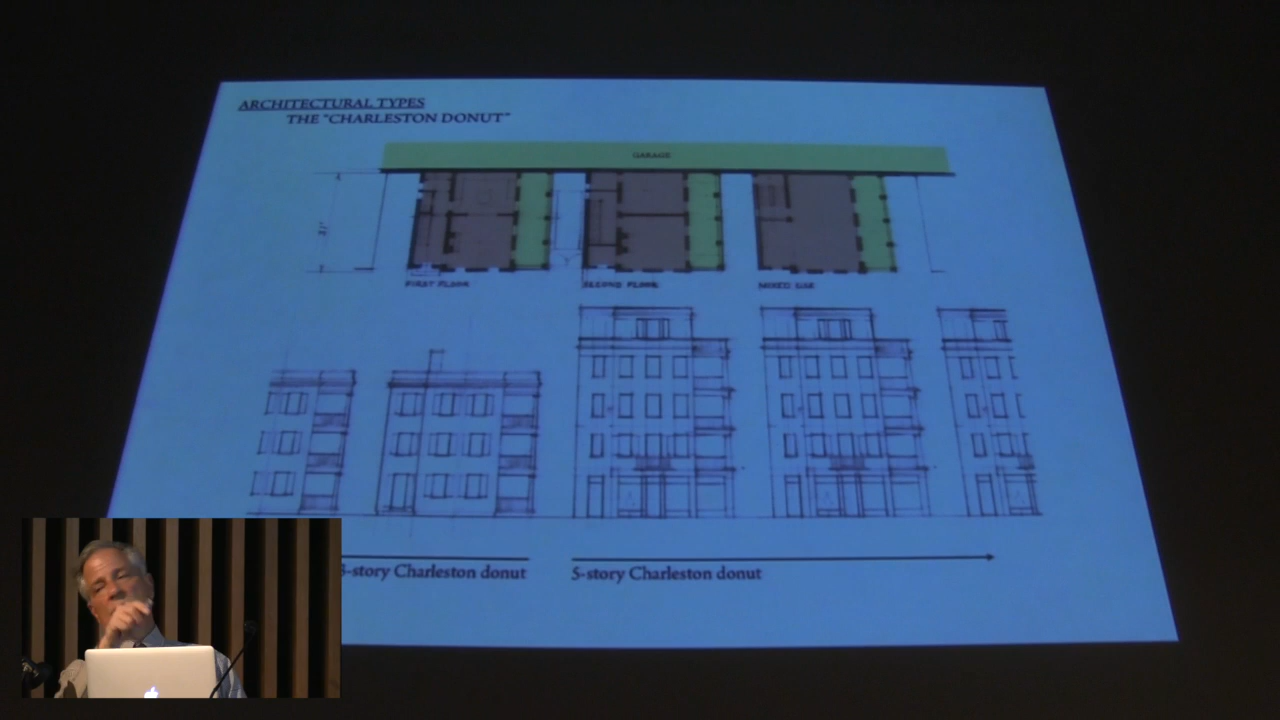 ARCHITECTURAL TYPES
THE "CHARLESTON DONUT"
GARAGE
FIRST FLOOR
SECOND FLOOR
MIXED USE
3-story Charleston donut
5-story Charleston donut